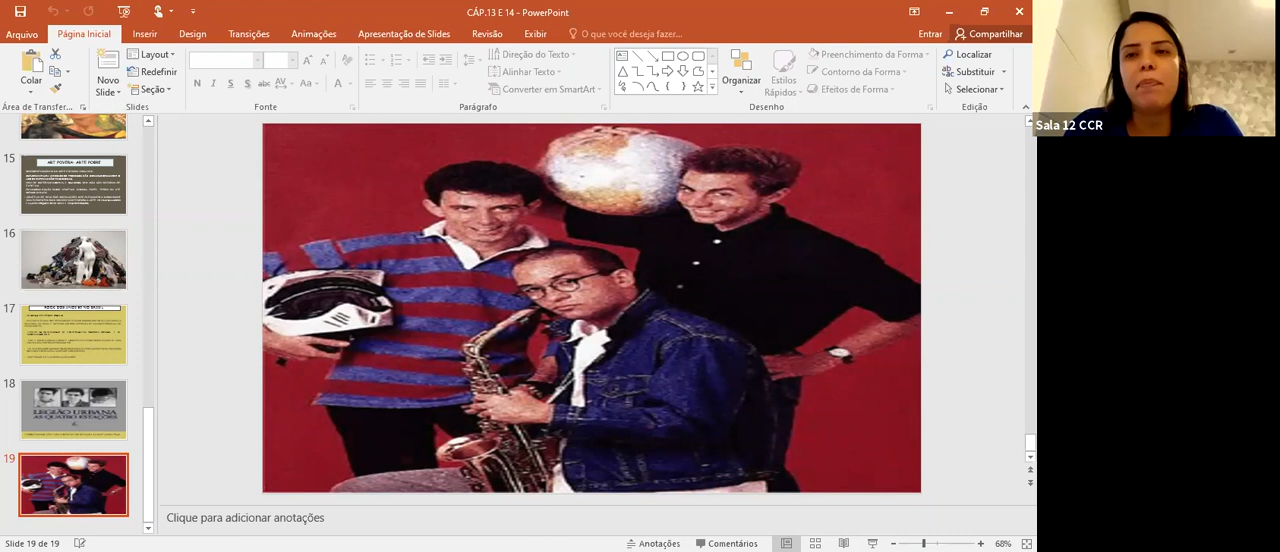 CÁP.13 E 14 - PowerPoint
Arquivo
Página Inicial
Inserir
Design
Transições
Animações
Apresentação de Slides
Revisão
Exibir
O que você deseja fazer...
Entrar
Compartilhar
Colar
Novo
Slide
Layout
Redefinir
Seção
N I S S abc AV Aa A
Direção do Texto
Alinhar Texto
Converter em SmartArt
Organizar
Estilos
Rápidos
Preenchimento da Forma
Contorno da Forma
Efeitos de Forma
Localizar
Substituir
Selecionar
Área de Transfer...
Slides
Fonte
Parágrafo
Desenho
Edição
Sala 12 CCR
15
ART POVERA- ARTE POBRE
16
17
18
LEGIÃO URBANA
AS QUATRO ESTAÇÕES
19
Clique para adicionar anotações
Slide 19 de 19
Anotações
Comentários
68%